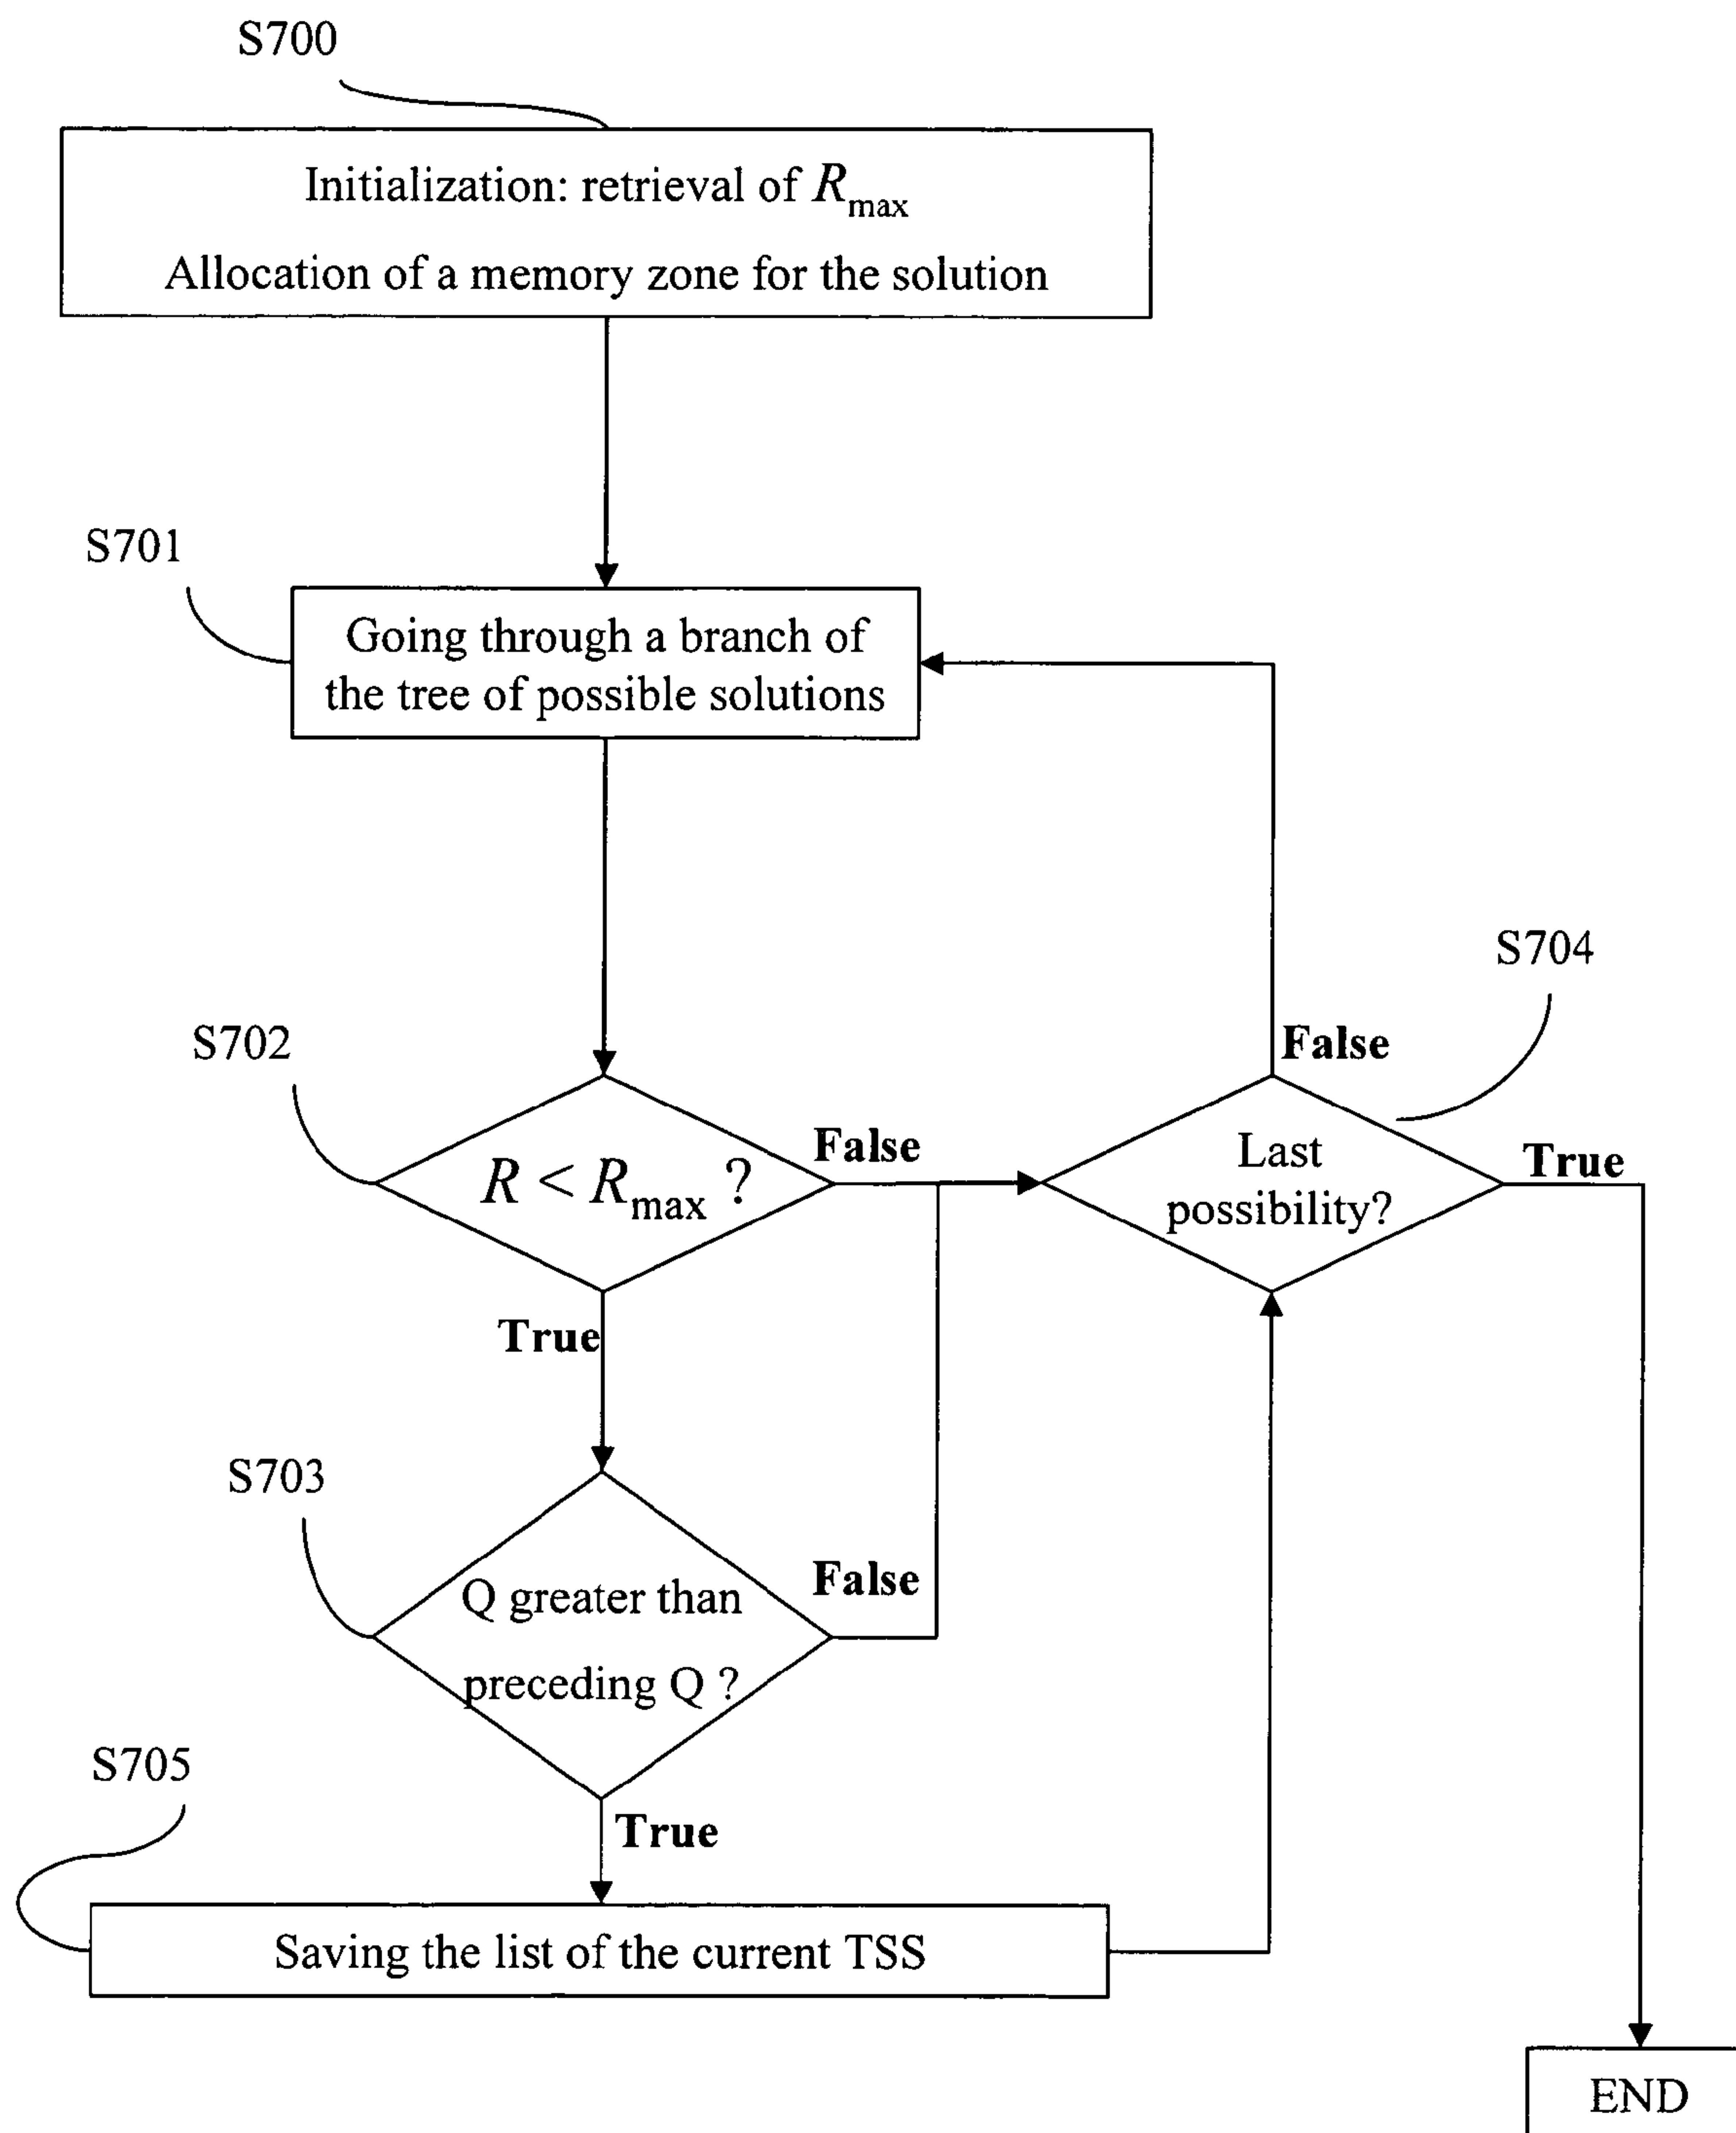 S700
Initialization: retrieval of Rmax
Allocation of a memory zone for the solution
S701
Going through a branch of
the tree of possible solutions
S704
S702
False
R < Rmax ?
False
Last
possibility?
True
True
S703
Q greater than
preceding Q ?
False
S705
True
Saving the list of the current TSS
END